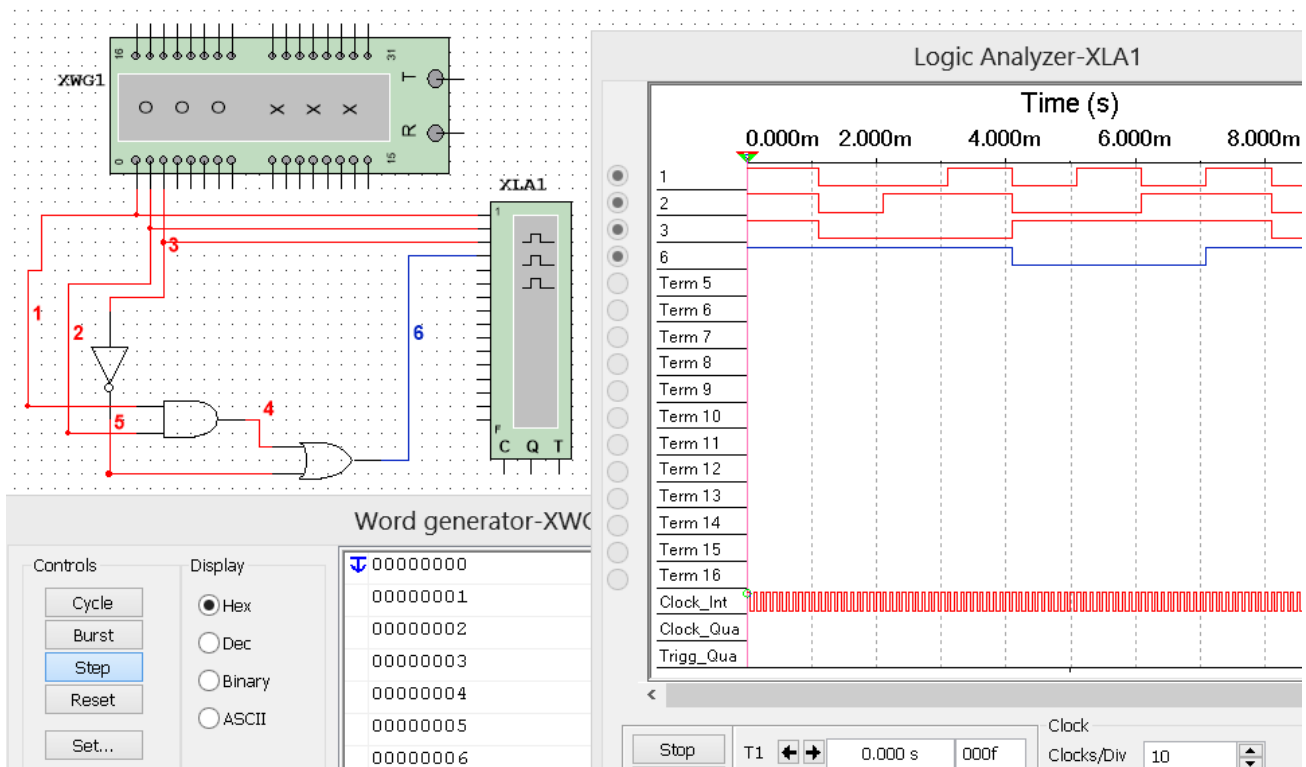 16
31
XWG1
O O O X X X
T
R
0
15
XLA1
1
3
1
2
6
5
4
F
C Q T
Logic Analyzer-XLA1
Time (s)
0.000m 2.000m 4.000m 6.000m 8.000m
1
2
3
6
Term 5
Term 6
Term 7
Term 8
Term 9
Term 10
Term 11
Term 12
Term 13
Term 14
Term 15
Term 16
Clock_Int
Clock_Qua
Trigg_Qua
Stop
T1
0.000 s
000f
Clock
Clocks/Div
10
Word generator-XWG
Controls
Cycle
Burst
Step
Reset
Set...
Display
Hex
Dec
Binary
ASCII
00000000
00000001
00000002
00000003
00000004
00000005
00000006